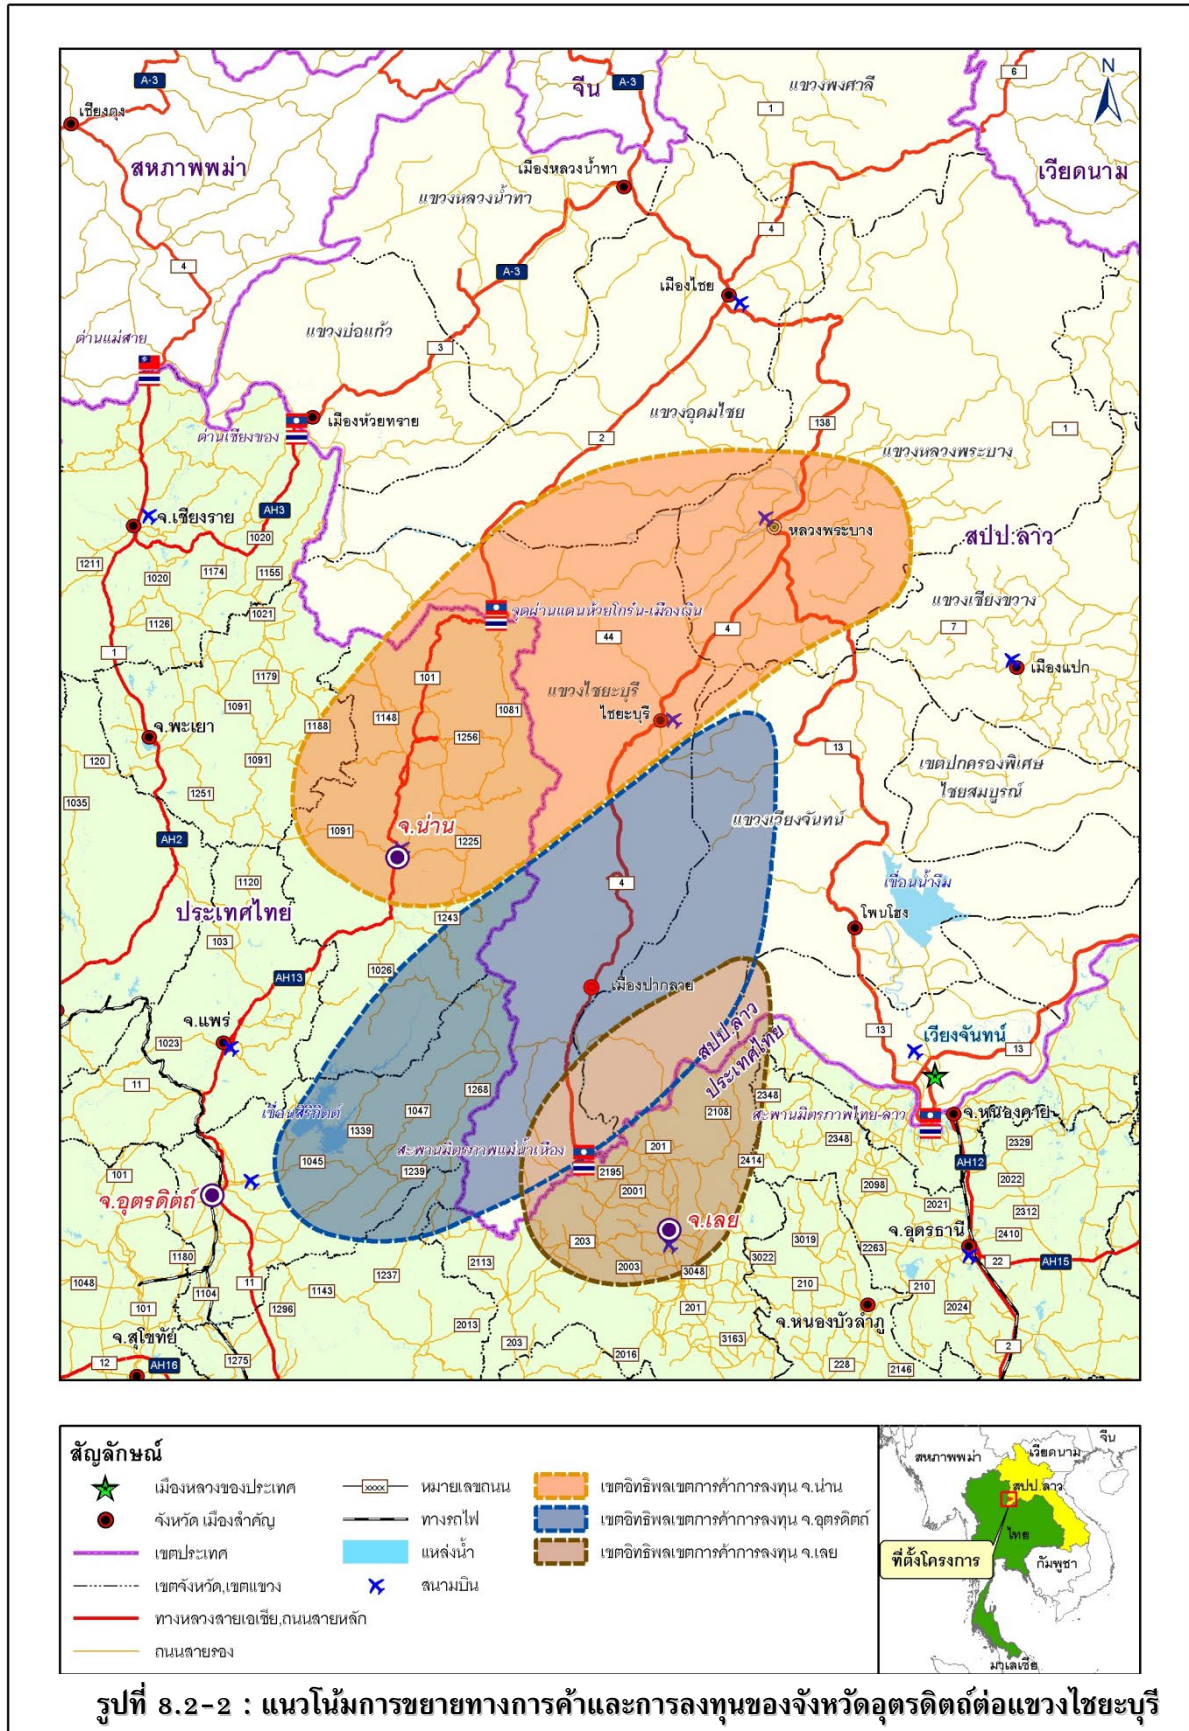 N
A-3
A-3
6
จีน
แขวงพงศาลี
1
เชียงตุง
สหภาพพม่า
เมืองหลวงน้ำทา
แขวงหลวงน้ำทา
เวียดนาม
4
4
A-3
เมืองไชย
ด่านแม่สาย
แขวงบ่อแก้ว
3
แขวงอุดมไชย
เมืองห้วยทราย
ด่านเชียงของ
2
138
1
แขวงหลวงพระบาง
จ.เชียงราย
AH3
1020
หลวงพระบาง
สปป.ลาว
1211
1020
1174
1155
แขวงเชียงขวาง
1021
จุดผ่านแดนห้วยโก๋น-เมืองเงิน
1126
44
4
7
1
เมืองแปก
1179
101
แขวงไชยะบุรี
1091
1188
1148
1081
ไชยะบุรี
จ.พะเยา
1256
13
120
1091
เขตปกครองพิเศษ
ไชยสมบูรณ์
1035
1251
แขวงเวียงจันทน์
1091
จ.น่าน
1225
AH2
เขื่อนน้ำงึม
1120
4
ประเทศไทย
1243
โพนโฮง
103
1026
AH13
เมืองปากลาย
จ.แพร่
1023
สปป.ลาว
ประเทศไทย
13
เวียงจันทน์
13
11
1268
2348
เขื่อนสิริกิตติ์
1047
2108
สะพานมิตรภาพไทย-ลาว
จ.หนองคาย
1339
สะพานมิตรภาพแม่น้ำเหือง
201
2348
2329
101
1045
1239
2195
2414
AH12
2098
2022
2001
2021
จ.อุตรดิตถ์
จ.เลย
2312
1180
203
3019
2263
จ.อุดรธานี
2410
3022
22
AH15
1048
1104
11
1237
2113
2003
3048
210
210
1143
2024
101
1296
201
จ.หนองบัวลำภู
จ.สุโขทัย
2013
203
3163
2
12
AH16
1275
2016
228
2146
สัญลักษณ์
เมืองหลวงของประเทศ
จังหวัด เมืองสำคัญ
เขตประเทศ
เขตจังหวัด,เขตแขวง
ทางหลวงสายเอเชีย,ถนนสายหลัก
ถนนสายรอง
xxxx
หมายเลขถนน
ทางรถไฟ
แหล่งน้ำ
สนามบิน
เขตอิทธิพลเขตการค้าการลงทุน จ.น่าน
เขตอิทธิพลเขตการค้าการลงทุน จ.อุตรดิตถ์
เขตอิทธิพลเขตการค้าการลงทุน จ.เลย
จีน
สหภาพพม่า
เวียดนาม
สปป.ลาว
ไทย
ที่ตั้งโครงการ
กัมพูชา
มาเลเซีย
รูปที่ 8.2-2 : แนวโน้มการขยายทางการค้าและการลงทุนของจังหวัดอุตรดิตถ์ต่อแขวงไชยะบุรี